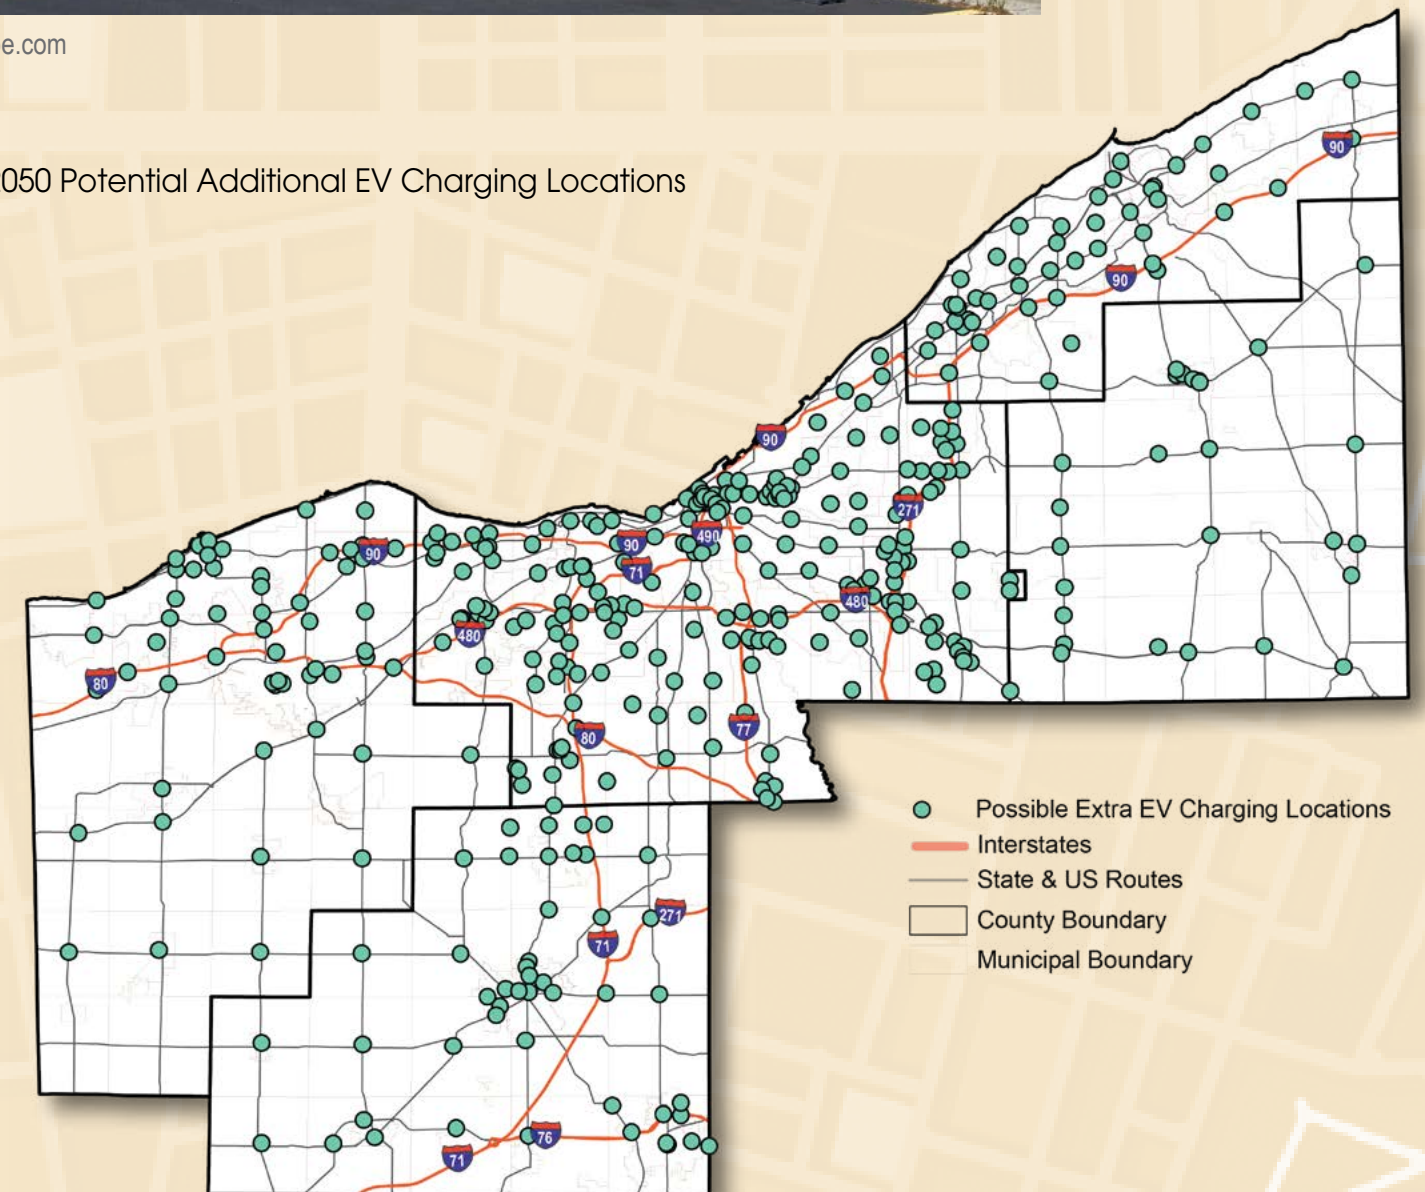 e.com
050 Potential Additional EV Charging Locations
90
90
90
271
90
490
90
71
480
480
80
80
77
Possible Extra EV Charging Locations
Interstates
State & US Routes
County Boundary
Municipal Boundary
271
71
76
71